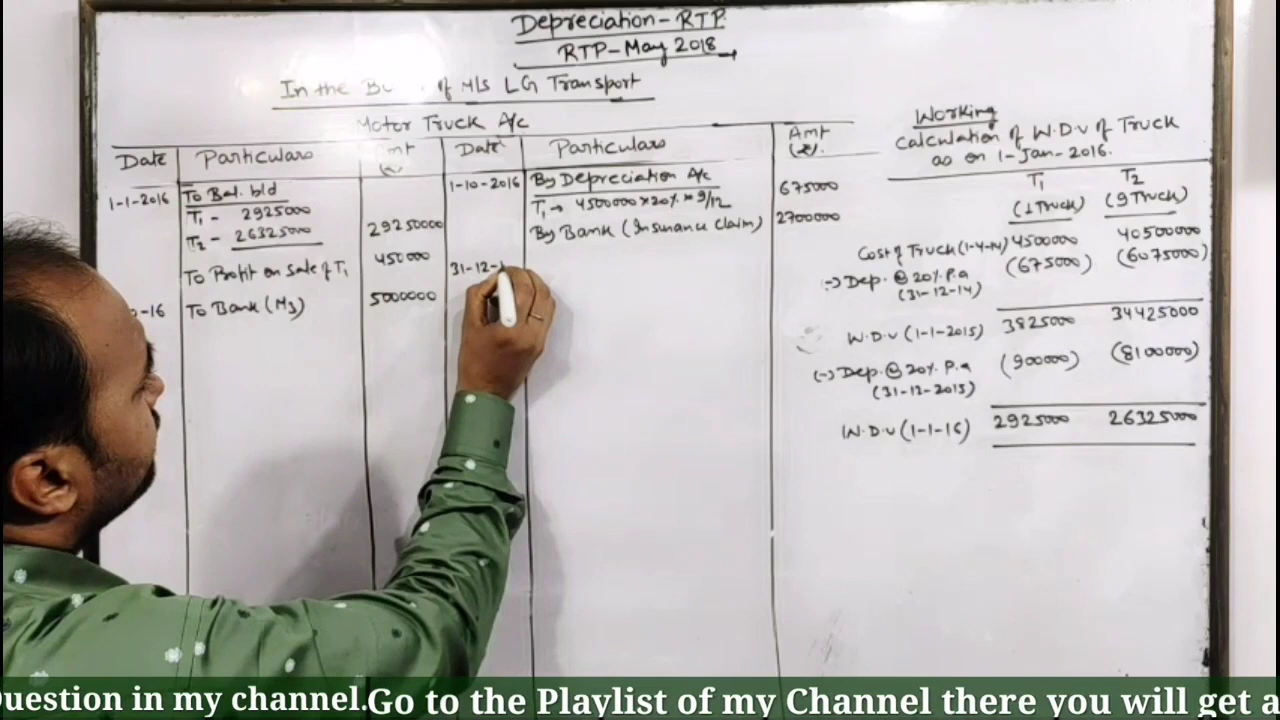 Depreciation - RTP
RTP - May 2018
In the of M/s LG Transport
Motor Truck A/c
Date Particulars Amt (₹) Date Particulars Amt (₹).
1-1-2016 To Bal. b/d
T1 - 2925000
T2 - 26325000 29250000
To Profit on Sale of T1 450000
-16 To Bank (M3) 5000000
1-10-2016 By Depreciation A/c 675000
T1 → 4500000 × 20% × 9/12
By Bank (Insurance Claim) 2700000
31-12-1
Working
Calculation of W.D.V of Truck
as on 1-Jan-2016.
T1 T2
(1 Truck) (9 Truck)
Cost of Truck (1-4-14) 4500000 40500000
(-) Dep. @ 20% P.a (675000) (6075000)
(31-12-14)
W.D.V (1-1-2015) 3825000 34425000
(-) Dep. @ 20% P.a (900000) (8100000)
(31-12-2015)
W.D.V (1-1-16) 2925000 26325000
Question in my channel.Go to the Playlist of my Channel there you will get a